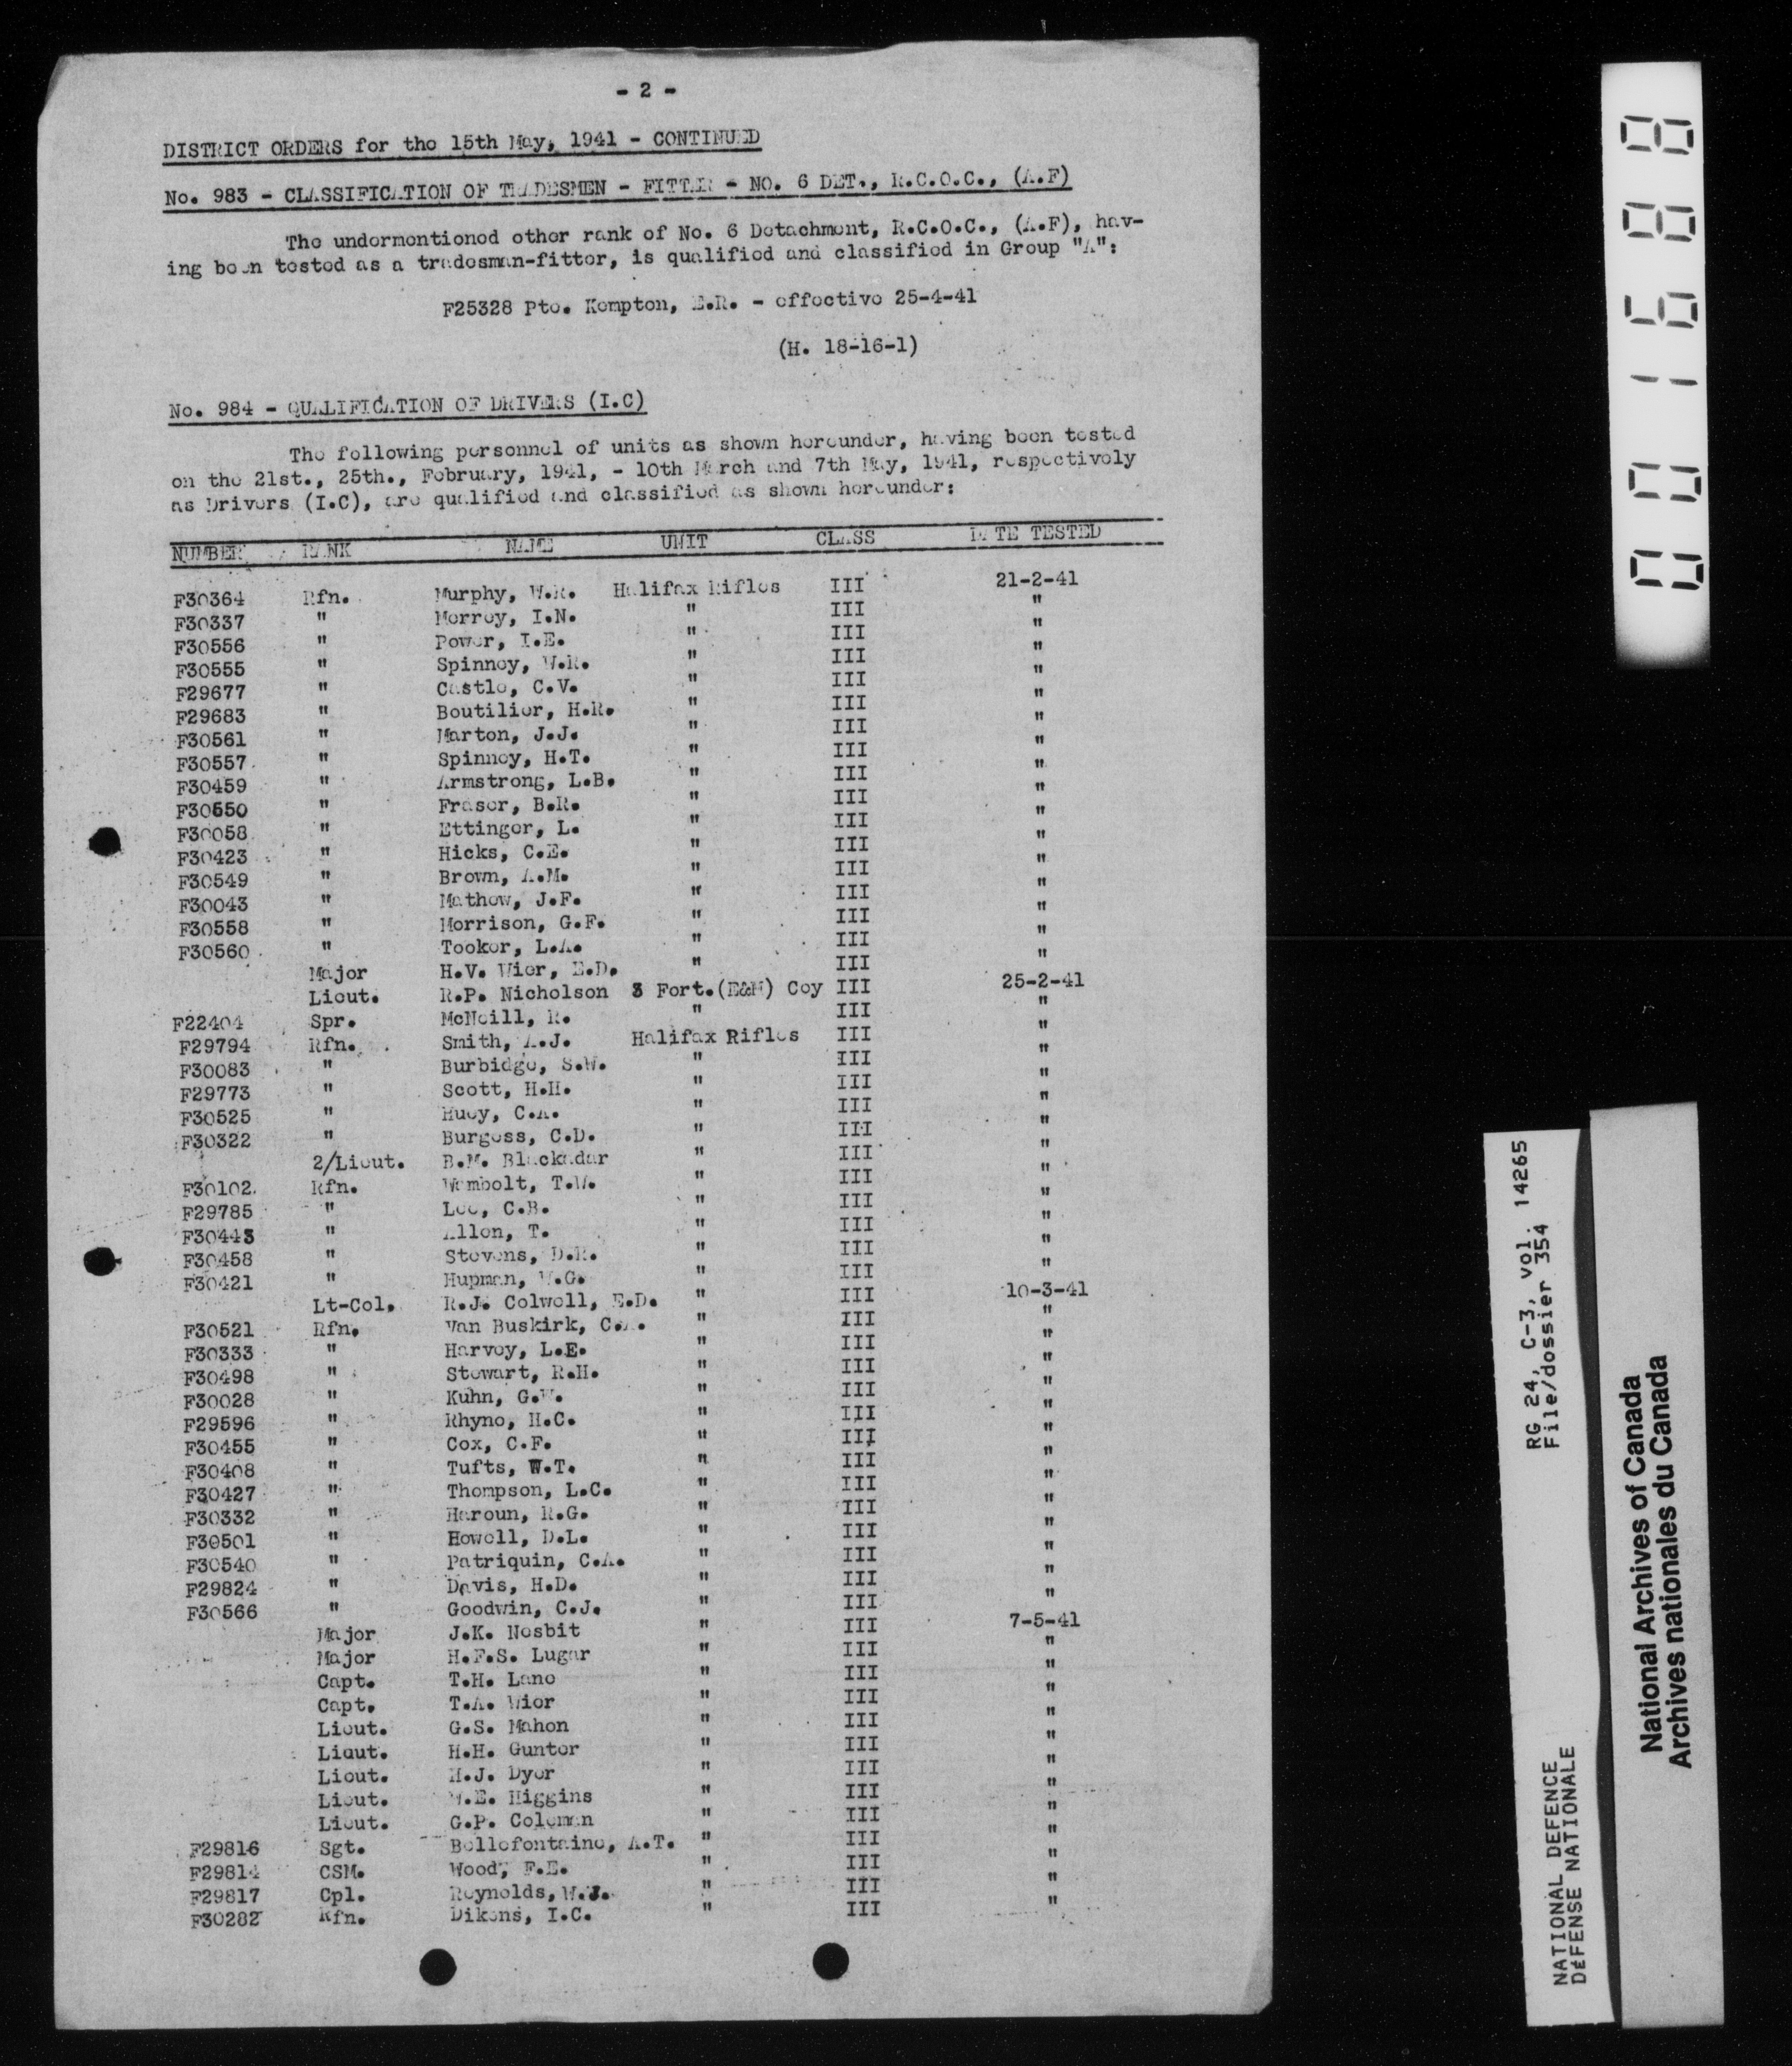 - 2 -
DISTRICT ORDERS for the 15th May, 1941 - CONTINUED
No. 983 - CLASSIFICATION OF TRADESMEN - FITTER - NO. 6 DET., R.C.O.C., (A.F)
The undermentioned other rank of No. 6 Detachment, R.C.O.C., (A.F), hav-
ing been tested as a tradesman-fitter, is qualified and classified in Group "A":
F25328 Pte. Kempton, E.R. - effective 25-4-41
(H. 18-16-1)
No. 984 - QUALIFICATION OF DRIVERS (I.C)
The following personnel of units as shown hereunder, having been tested
on the 21st., 25th., February, 1941, - 10th March and 7th May, 1941, respectively
as Drivers (I.C), are qualified and classified as shown hereunder:
NUMBER RANK NAME UNIT CLASS DATE TESTED
F30364 Rfn. Murphy, W.R. Halifax Rifles III 21-2-41
F30337 " Merrey, I.N. " III "
F30556 " Power, I.E. " III "
F30555 " Spinney, W.R. " III "
F29677 " Castle, C.V. " III "
F29683 " Boutilier, H.R. " III "
F30561 " Marton, J.J. " III "
F30557 " Spinney, H.T. " III "
F30459 " Armstrong, L.B. " III "
F30550 " Fraser, B.R. " III "
F30058 " Ettinger, L. " III "
F30423 " Hicks, C.E. " III "
F30549 " Brown, A.M. " III "
F30043 " Mathew, J.F. " III "
F30558 " Morrison, G.F. " III "
F30560 " Tooker, L.A. " III "
Major H.V. Wier, E.D. " III "
Lieut. R.P. Nicholson 3 Fort.(E&M) Coy III 25-2-41
F22404 Spr. McNeill, R. " III "
F29794 Rfn. Smith, A.J. Halifax Rifles III "
F30083 " Burbidge, S.W. " III "
F29773 " Scott, H.H. " III "
F30525 " Huey, C.A. " III "
F30322 " Burgess, C.D. " III "
2/Lieut. B.M. Blackadar " III "
F30102 Rfn. Wambolt, T.W. " III "
F29785 " Lee, C.B. " III "
F30443 " Allen, T. " III "
F30458 " Stevens, D.R. " III "
F30421 " Hupman, W.G. " III "
Lt-Col. R.J. Colwell, E.D. " III 10-3-41
F30521 Rfn. Van Buskirk, " III "
F30333 " Harvey, L.E. " III "
F30498 " Stewart, R.H. " III "
F30028 " Kuhn, G.W. " III "
F29596 " Rhyno, H.C. " III "
F30455 " Cox, C.F. " III "
F30408 " Tufts, W.T. " III "
F30427 " Thompson, L.C. " III "
F30332 " Haroun, R.G. " III "
F30501 " Howell, D.L. " III "
F30540 " Patriquin, C.A. " III "
F29824 " Davis, H.D. " III "
F30566 " Goodwin, C.J. " III "
Major J.K. Nesbit " III 7-5-41
Major H.F.S. Lugar " III "
Capt. T.H. Lane " III "
Capt. T.A. Wier " III "
Lieut. G.S. Mahon " III "
Lieut. H.H. Gunter " III "
Lieut. H.J. Dyer " III "
Lieut. W.E. Higgins " III "
Lieut. G.P. Coleman " III "
F29816 Sgt. Bellefontaine, A.T. " III "
F29814 CSM. Wood, F.E. " III "
F29817 Cpl. Reynolds, W.J. " III "
F30282 Rfn. Dikens, I.C. " III "
001688
RG 24, C-3, vol. 14265
File/dossier 354
NATIONAL DEFENCE
DÉFENSE NATIONALE
National Archives of Canada
Archives nationales du Canada